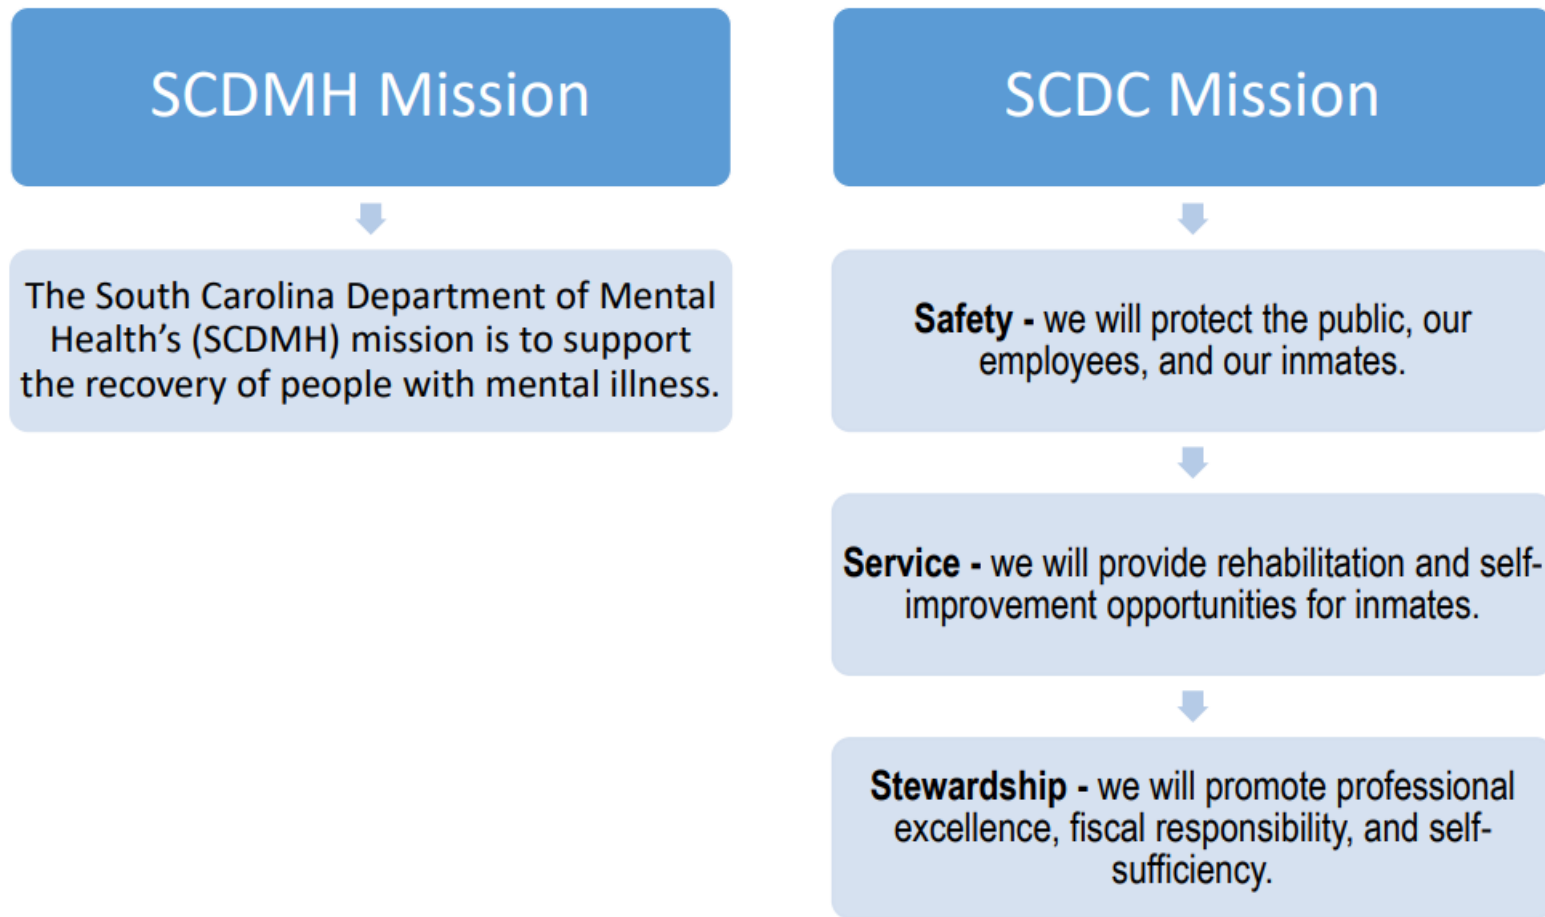 SCDMH Mission
The South Carolina Department of Mental
Health’s (SCDMH) mission is to support
the recovery of people with mental illness.
SCDC Mission
Safety - we will protect the public, our
employees, and our inmates.
Service - we will provide rehabilitation and self-
improvement opportunities for inmates.
Stewardship - we will promote professional
excellence, fiscal responsibility, and self-
sufficiency.